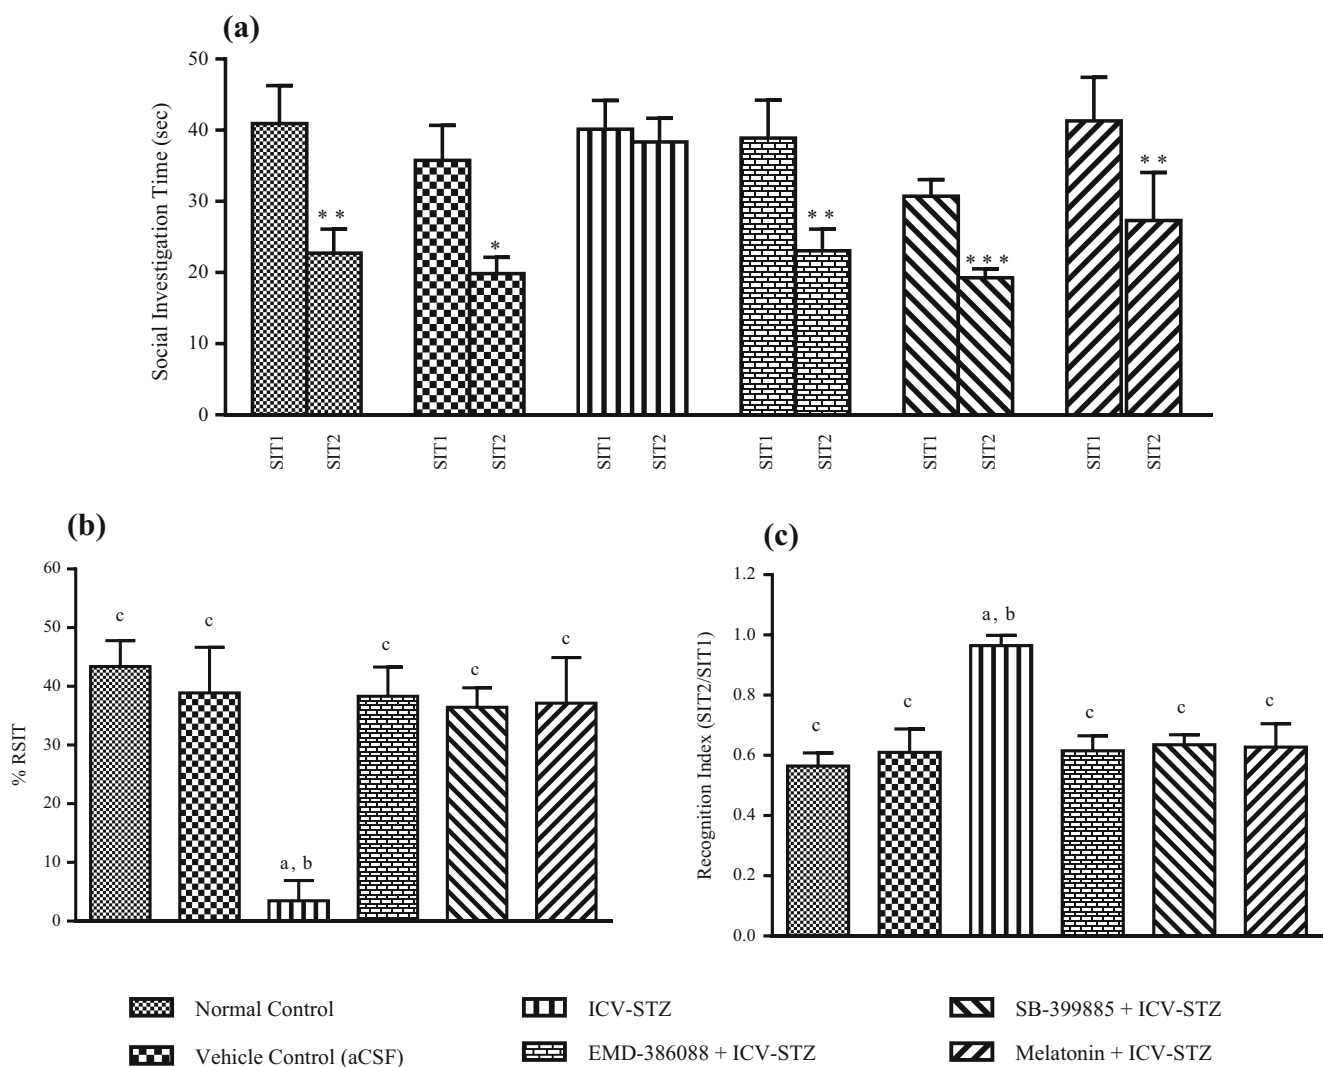 (a)
Social Investigation Time (sec)
50
40
30
20
10
0
**
*
**
***
**
SIT1 SIT2 SIT1 SIT2 SIT1 SIT2 SIT1 SIT2 SIT1 SIT2 SIT1 SIT2
(b)
% RSIT
60
50
40
30
20
10
0
c
c
a, b
c
c
c
(c)
Recognition Index (SIT2/SIT1)
1.2
1.0
0.8
0.6
0.4
0.2
0.0
c
c
a, b
c
c
c
Normal Control
ICV-STZ
SB-399885 + ICV-STZ
Vehicle Control (aCSF)
EMD-386088 + ICV-STZ
Melatonin + ICV-STZ